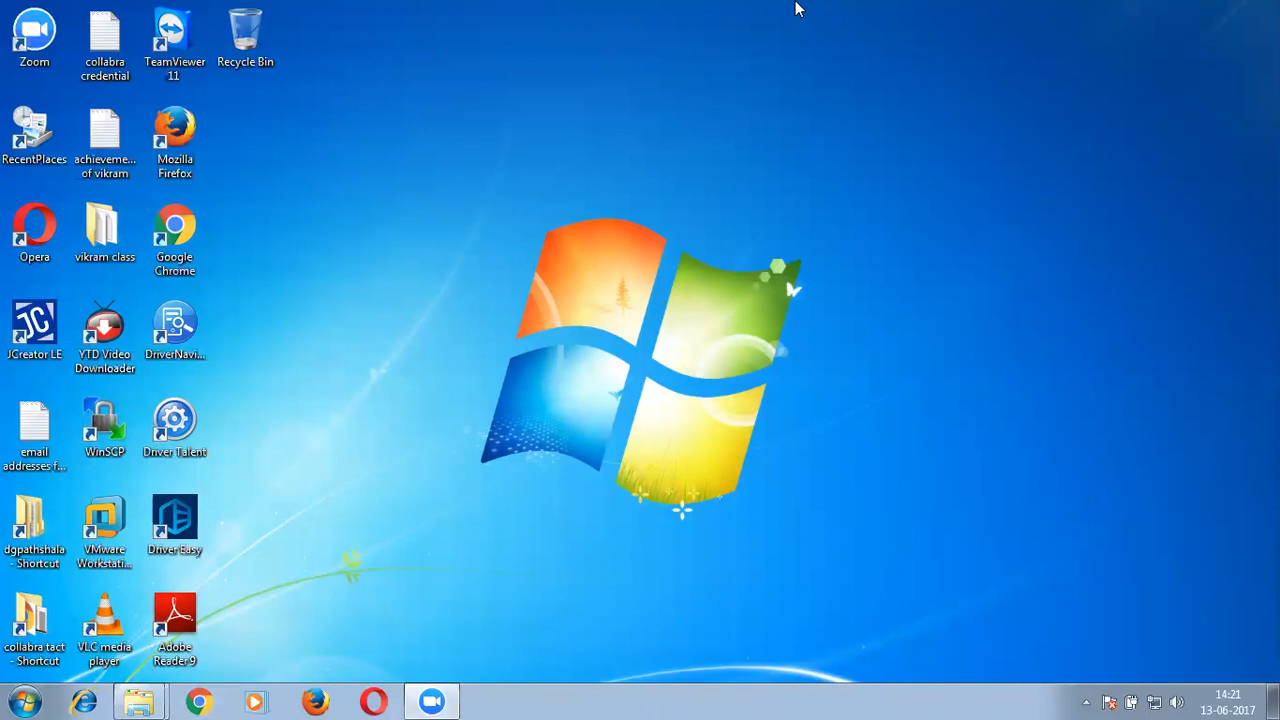 Zoom
collabra
credential
TeamViewer
11
Recycle Bin
RecentPlaces
achieveme...
of vikram
Mozilla
Firefox
Opera
vikram class
Google
Chrome
JCreator LE
YTD Video
Downloader
DriverNavi...
email
addresses f...
WinSCP
Driver Talent
dgpathshala
- Shortcut
VMware
Workstati...
Driver Easy
collabra tact
- Shortcut
VLC media
player
Adobe
Reader 9
14:21
13-06-2017